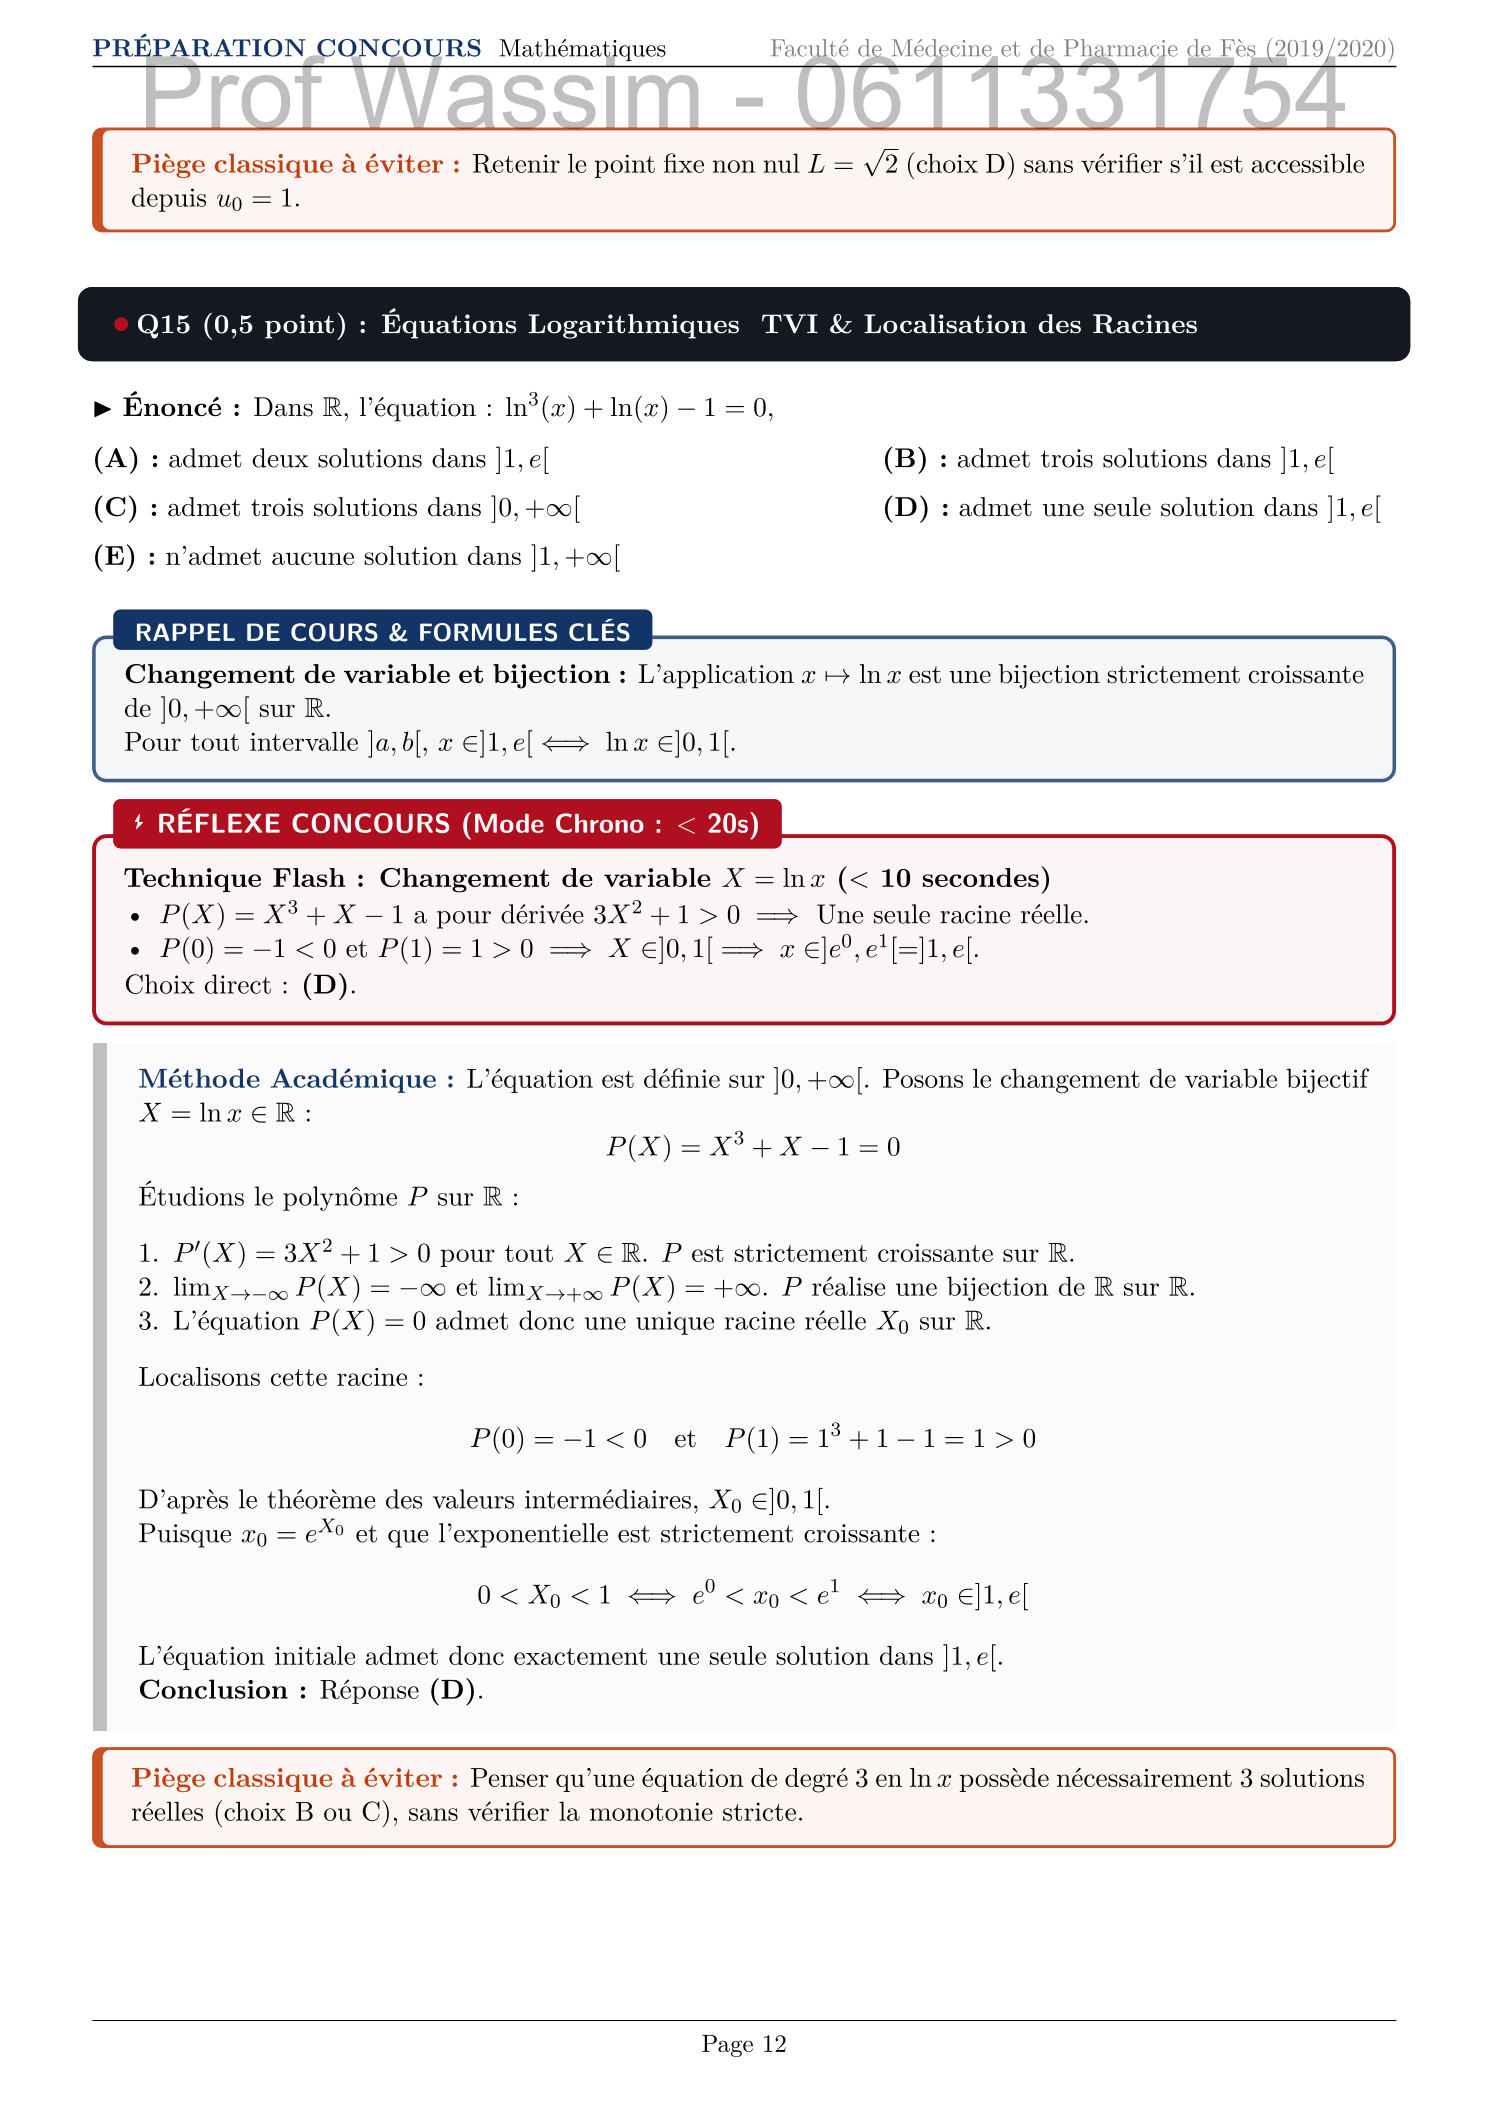 PRÉPARATION CONCOURS Mathématiques Faculté de Médecine et de Pharmacie de Fès (2019/2020)
Prof Wassim - 0611331754
Piège classique à éviter : Retenir le point fixe non nul L = √2 (choix D) sans vérifier s'il est accessible
depuis u₀ = 1.
• Q15 (0,5 point) : Équations Logarithmiques TVI & Localisation des Racines
▶ Énoncé : Dans ℝ, l'équation : ln³(x) + ln(x) − 1 = 0,
(A) : admet deux solutions dans ]1, e[ (B) : admet trois solutions dans ]1, e[
(C) : admet trois solutions dans ]0, +∞[ (D) : admet une seule solution dans ]1, e[
(E) : n'admet aucune solution dans ]1, +∞[
RAPPEL DE COURS & FORMULES CLÉS
Changement de variable et bijection : L'application x ↦ ln x est une bijection strictement croissante
de ]0, +∞[ sur ℝ.
Pour tout intervalle ]a, b[, x ∈]1, e[ ⟺ ln x ∈]0, 1[.
⚡ RÉFLEXE CONCOURS (Mode Chrono : < 20s)
Technique Flash : Changement de variable X = ln x (< 10 secondes)
• P(X) = X³ + X − 1 a pour dérivée 3X² + 1 > 0 ⟹ Une seule racine réelle.
• P(0) = −1 < 0 et P(1) = 1 > 0 ⟹ X ∈]0, 1[ ⟹ x ∈]e⁰, e¹[=]1, e[.
Choix direct : (D).
Méthode Académique : L'équation est définie sur ]0, +∞[. Posons le changement de variable bijectif
X = ln x ∈ ℝ :
P(X) = X³ + X − 1 = 0
Étudions le polynôme P sur ℝ :
1. P′(X) = 3X² + 1 > 0 pour tout X ∈ ℝ. P est strictement croissante sur ℝ.
2. lim_{X→−∞} P(X) = −∞ et lim_{X→+∞} P(X) = +∞. P réalise une bijection de ℝ sur ℝ.
3. L'équation P(X) = 0 admet donc une unique racine réelle X₀ sur ℝ.
Localisons cette racine :
P(0) = −1 < 0 et P(1) = 1³ + 1 − 1 = 1 > 0
D'après le théorème des valeurs intermédiaires, X₀ ∈]0, 1[.
Puisque x₀ = e^{X₀} et que l'exponentielle est strictement croissante :
0 < X₀ < 1 ⟺ e⁰ < x₀ < e¹ ⟺ x₀ ∈]1, e[
L'équation initiale admet donc exactement une seule solution dans ]1, e[.
Conclusion : Réponse (D).
Piège classique à éviter : Penser qu'une équation de degré 3 en ln x possède nécessairement 3 solutions
réelles (choix B ou C), sans vérifier la monotonie stricte.
Page 12